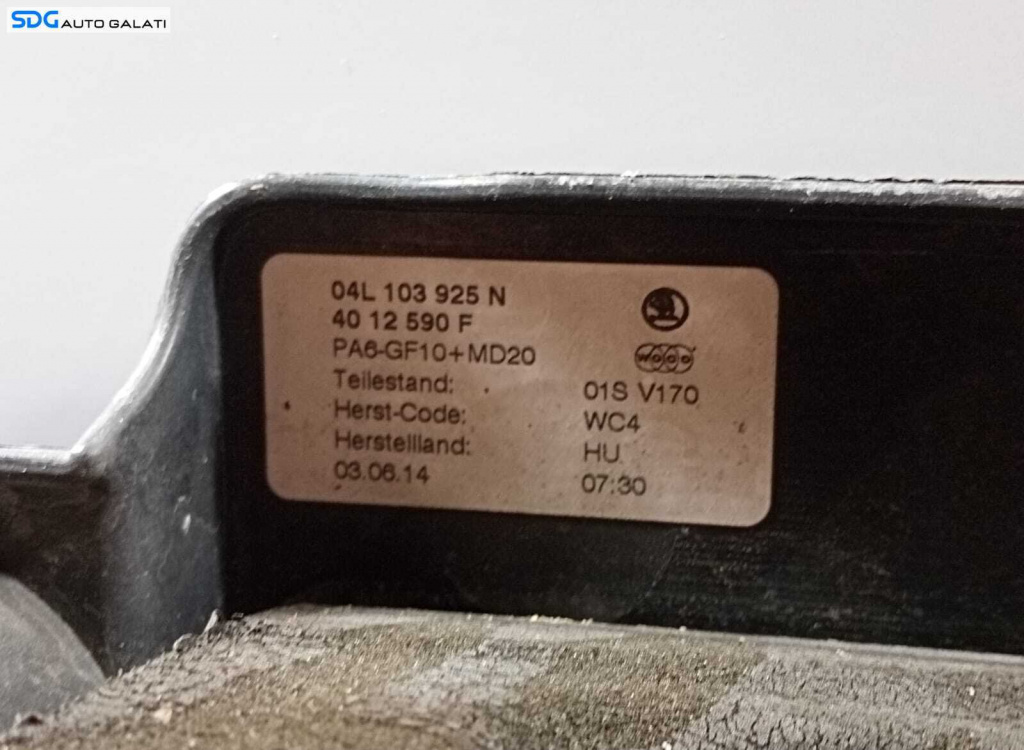 SDG AUTO GALATI
04L 103 925 N
40 12 590 F
PA6-GF10+MD20
Teilestand: 01S V170
Herst-Code: WC4
Herstellland: HU
03.06.14 07:30
woco